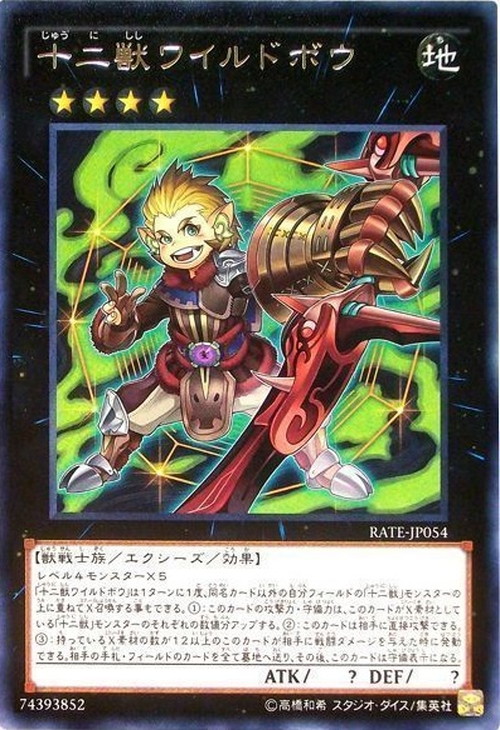 十二獣ワイルドボウ
地
RATE-JP054
【獣戦士族/エクシーズ/効果】
レベル4モンスター×5
「十二獣ワイルドボウ」は1ターンに1度、同名カード以外の自分フィールドの「十二獣」モンスター
の上に重ねてX召喚する事もできる。①:このカードの攻撃力・守備力は、このカードがX素材として
いる「十二獣」モンスターのそれぞれの数値分アップする。②:このカードは相手に直接攻撃できる。
③:持っているX素材の数が12以上のこのカードが相手に戦闘ダメージを与えた時に発動
できる。相手の手札・フィールドのカードを全て墓地へ送り、その後、このカードは守備表示になる。
ATK/ ? DEF/ ?
74393852
©高橋和希 スタジオ・ダイス/集英社